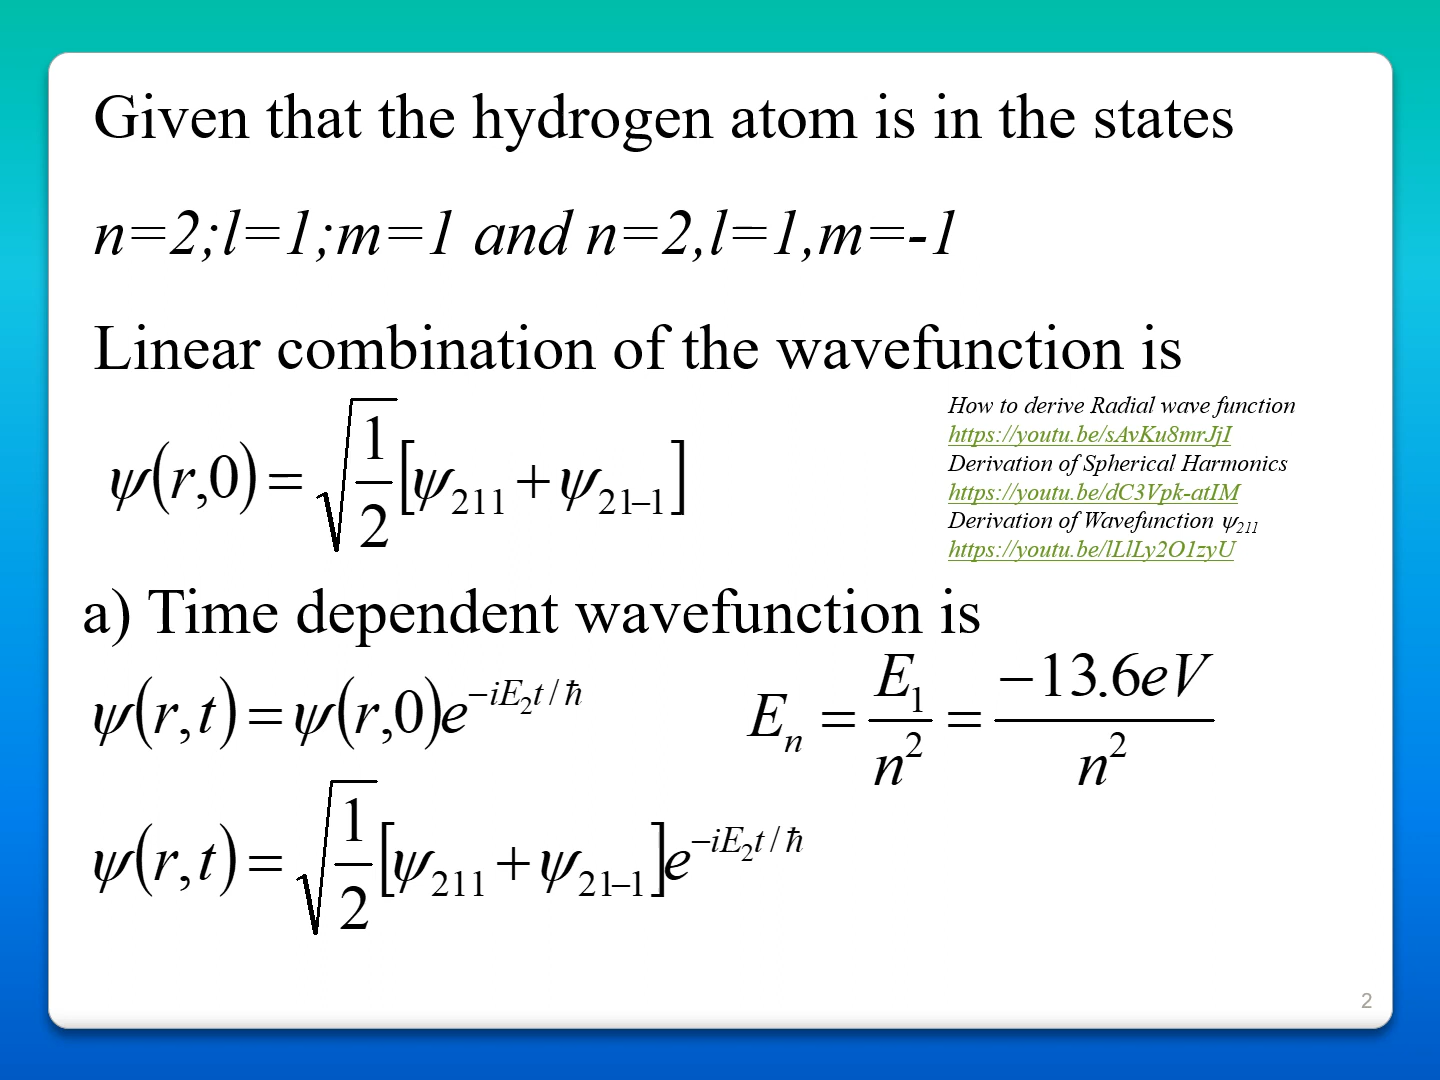 Given that the hydrogen atom is in the states
n=2;l=1;m=1 and n=2,l=1,m=-1
Linear combination of the wavefunction is
ψ(r,0) = √(1/2) [ψ₂₁₁ + ψ₂₁₋₁]
How to derive Radial wave function
https://youtu.be/sAvKu8mrJjI
Derivation of Spherical Harmonics
https://youtu.be/dC3Vpk-atIM
Derivation of Wavefunction ψ₂₁₁
https://youtu.be/lLlLy2O1zyU
a) Time dependent wavefunction is
ψ(r,t) = ψ(r,0)e^(−iE₂t/ħ)
Eₙ = E₁/n² = −13.6eV/n²
ψ(r,t) = √(1/2) [ψ₂₁₁ + ψ₂₁₋₁]e^(−iE₂t/ħ)
2